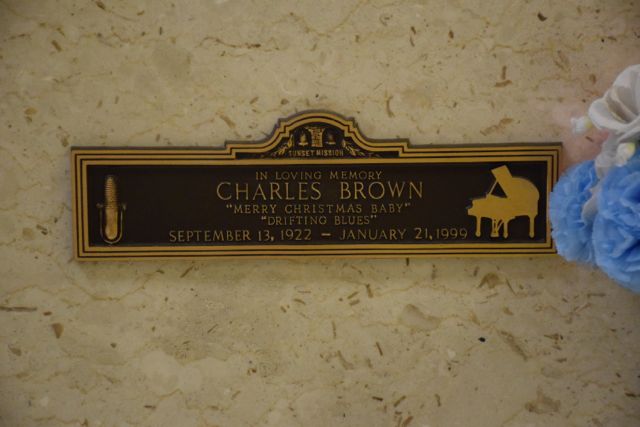 SUNSET MISSION
IN LOVING MEMORY
CHARLES BROWN
"MERRY CHRISTMAS BABY"
"DRIFTING BLUES"
SEPTEMBER 13, 1922 – JANUARY 21, 1999